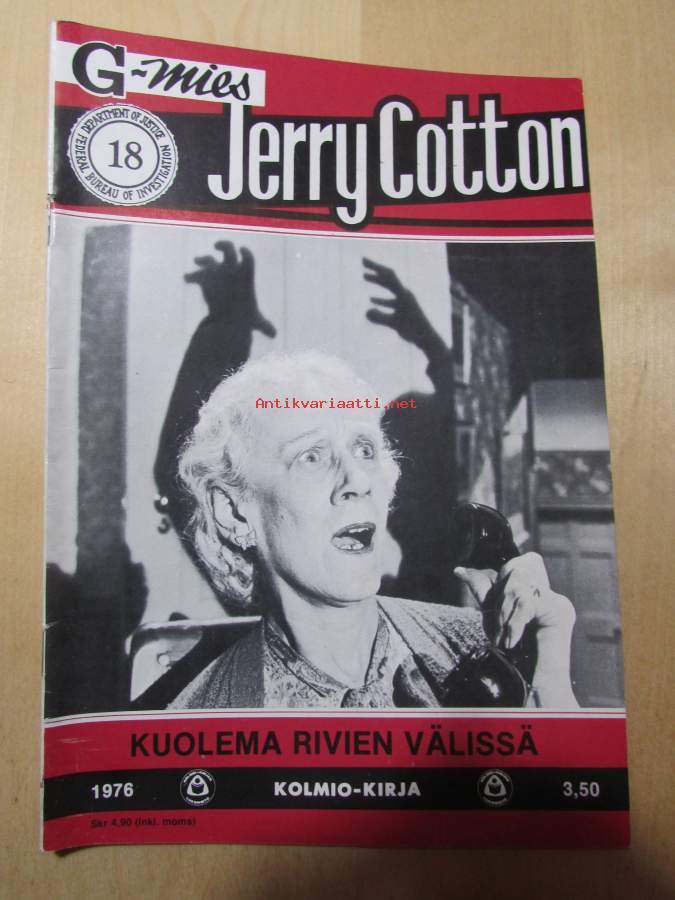 G-mies
Jerry Cotton
DEPARTMENT OF JUSTICE
18
FEDERAL BUREAU OF INVESTIGATION
Antikvariaatti.net
KUOLEMA RIVIEN VÄLISSÄ
1976 KOLMIO-KIRJA 3,50
Skr 4,90 (inkl. moms)